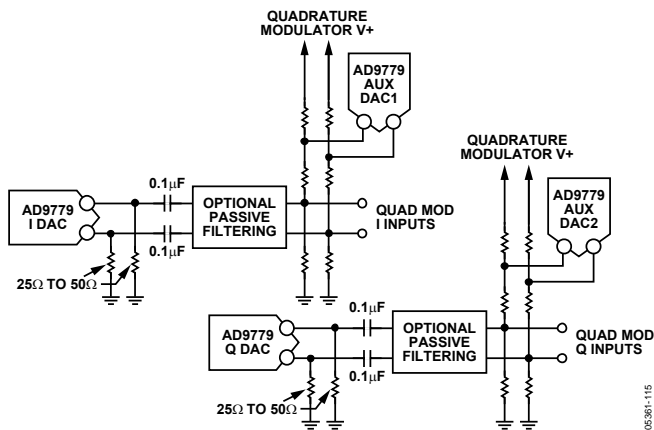 QUADRATURE
MODULATOR V+
AD9779
AUX
DAC1
QUADRATURE
MODULATOR V+
AD9779
AUX
DAC2
0.1µF
AD9779
I DAC
OPTIONAL
PASSIVE
FILTERING
QUAD MOD
I INPUTS
0.1µF
25Ω TO 50Ω
0.1µF
AD9779
Q DAC
OPTIONAL
PASSIVE
FILTERING
QUAD MOD
Q INPUTS
0.1µF
25Ω TO 50Ω
05361-115